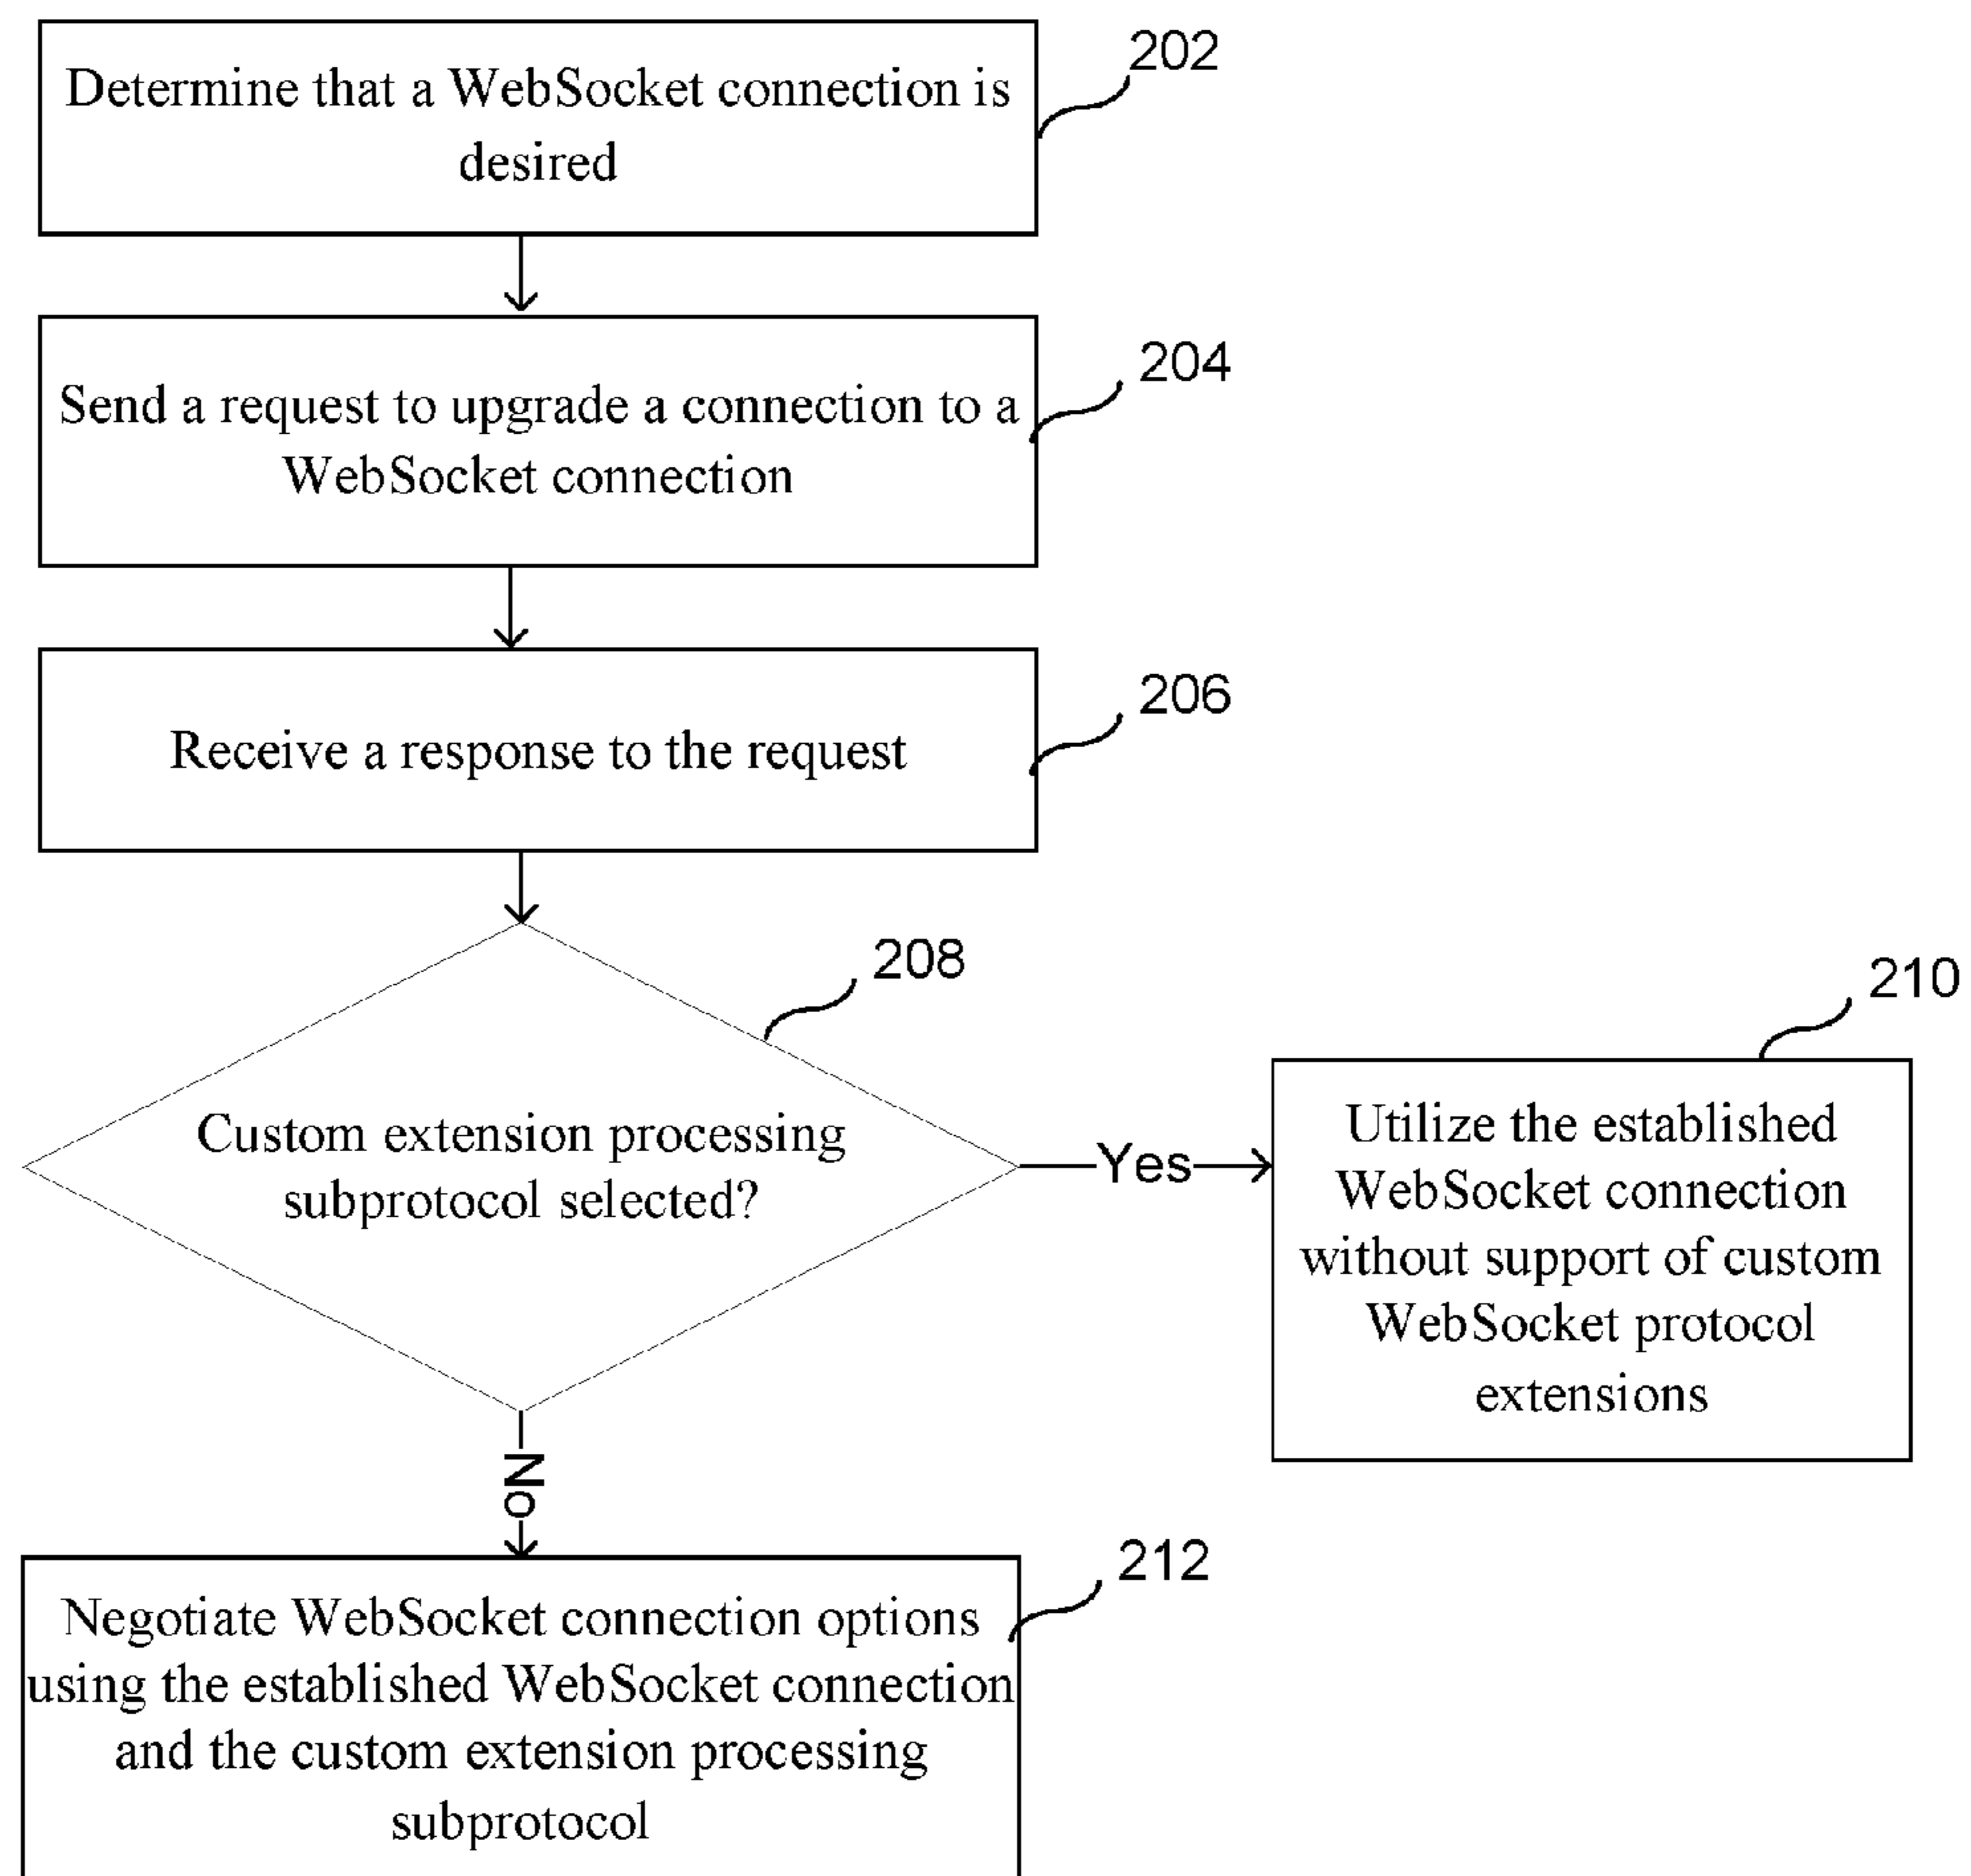 Determine that a WebSocket connection is
desired
202
Send a request to upgrade a connection to a
WebSocket connection
204
Receive a response to the request
206
208
Custom extension processing
subprotocol selected?
Yes
210
Utilize the established
WebSocket connection
without support of custom
WebSocket protocol
extensions
No
212
Negotiate WebSocket connection options
using the established WebSocket connection
and the custom extension processing
subprotocol